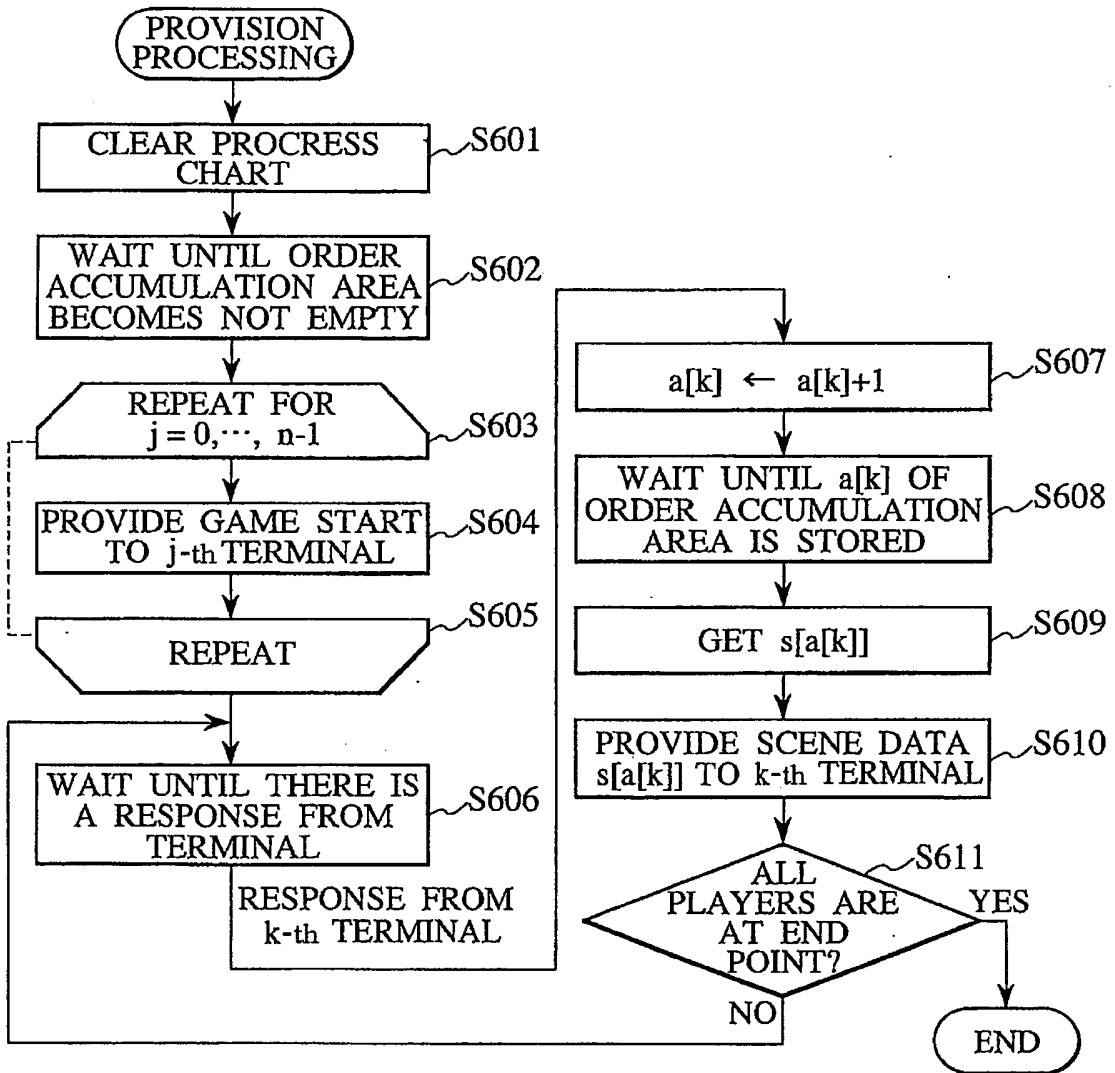 PROVISION
PROCESSING
CLEAR PROCRESS
CHART
S601
WAIT UNTIL ORDER
ACCUMULATION AREA
BECOMES NOT EMPTY
S602
REPEAT FOR
j = 0,⋯, n-1
S603
PROVIDE GAME START
TO j-th TERMINAL
S604
REPEAT
S605
WAIT UNTIL THERE IS
A RESPONSE FROM
TERMINAL
S606
RESPONSE FROM
k-th TERMINAL
a[k] ← a[k]+1
S607
WAIT UNTIL a[k] OF
ORDER ACCUMULATION
AREA IS STORED
S608
GET s[a[k]]
S609
PROVIDE SCENE DATA
s[a[k]] TO k-th TERMINAL
S610
ALL
PLAYERS ARE
AT END
POINT?
S611
YES
NO
END